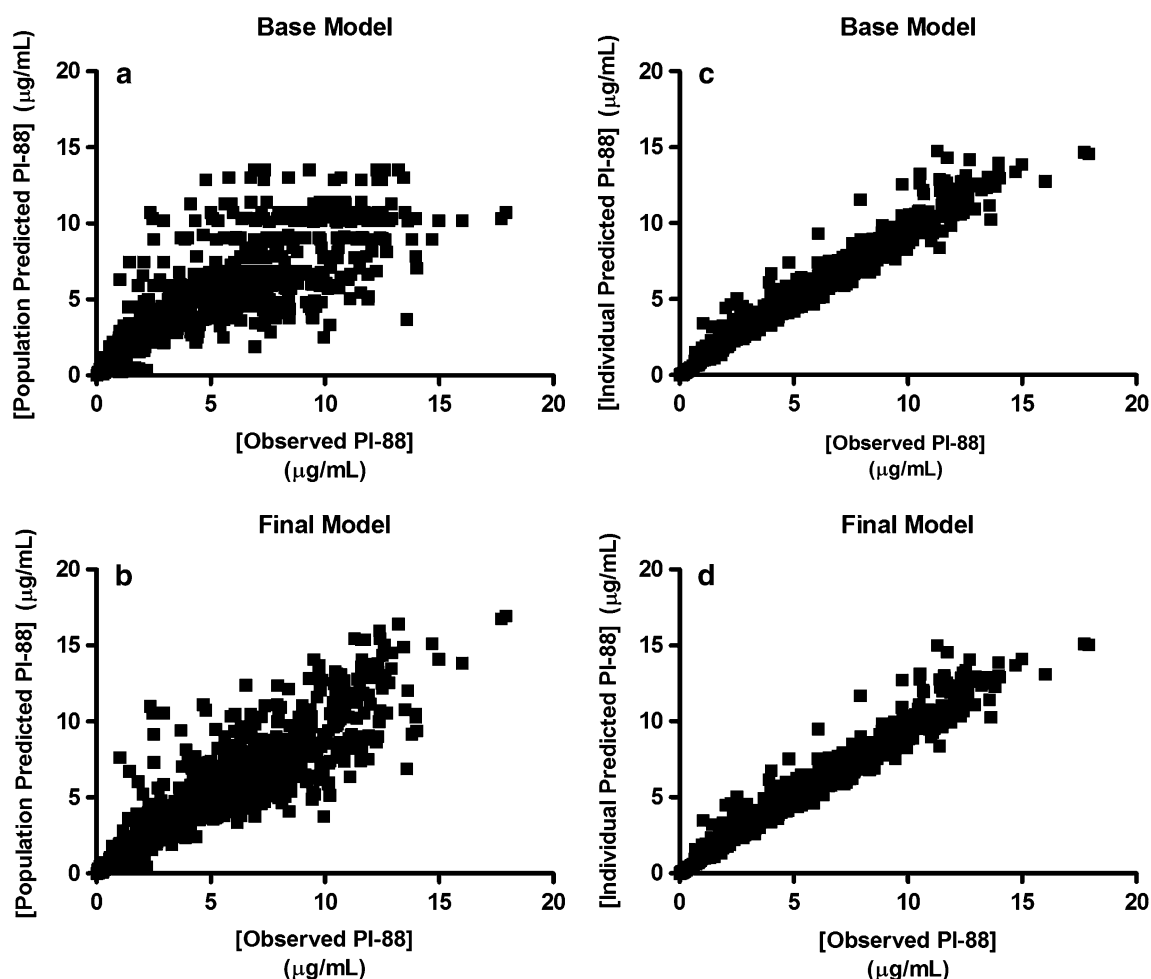 Base Model
a
[Population Predicted PI-88] (μg/mL)
20
15
10
5
0
0 5 10 15 20
[Observed PI-88]
(μg/mL)
Base Model
c
[Individual Predicted PI-88] (μg/mL)
20
15
10
5
0
0 5 10 15 20
[Observed PI-88]
(μg/mL)
Final Model
b
[Population Predicted PI-88] (μg/mL)
20
15
10
5
0
0 5 10 15 20
[Observed PI-88]
(μg/mL)
Final Model
d
[Individual Predicted PI-88] (μg/mL)
20
15
10
5
0
0 5 10 15 20
[Observed PI-88]
(μg/mL)